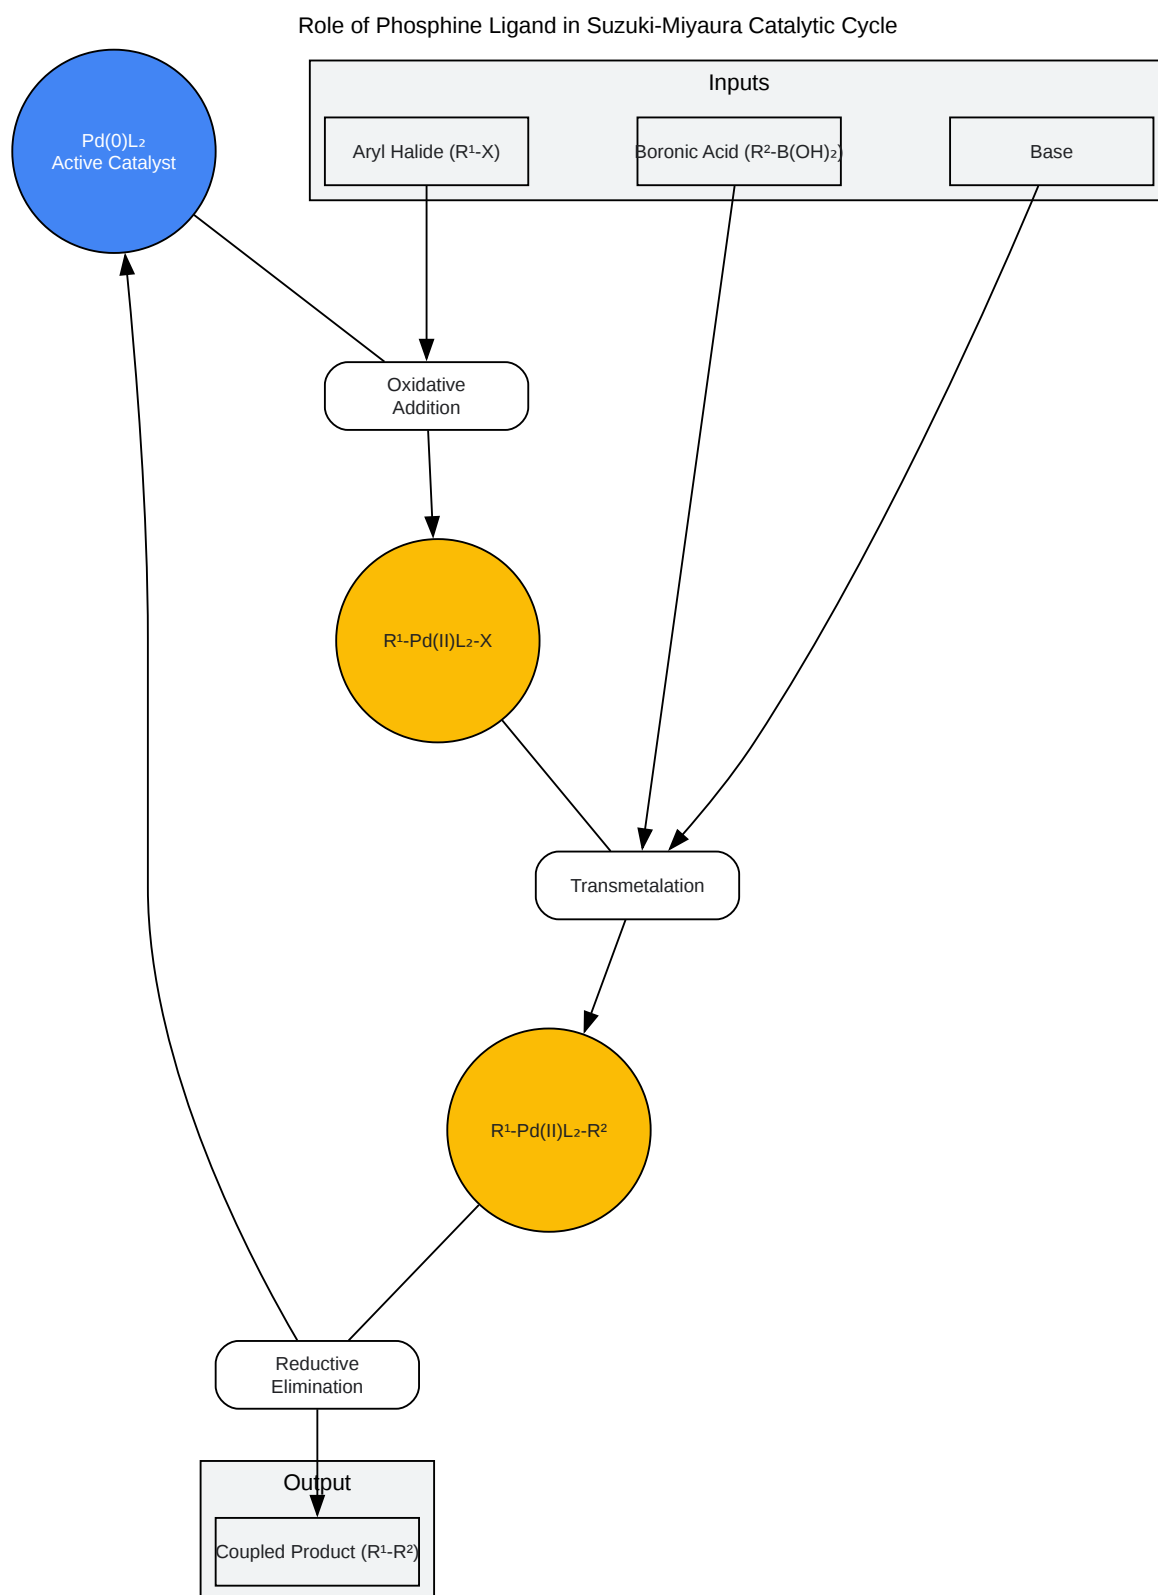 Role of Phosphine Ligand in Suzuki-Miyaura Catalytic Cycle
Inputs
Pd(0)L₂
Active Catalyst
Aryl Halide (R¹-X)
Boronic Acid (R²-B(OH)₂)
Base
Oxidative
Addition
R¹-Pd(II)L₂-X
Transmetalation
R¹-Pd(II)L₂-R²
Reductive
Elimination
Output
Coupled Product (R¹-R²)